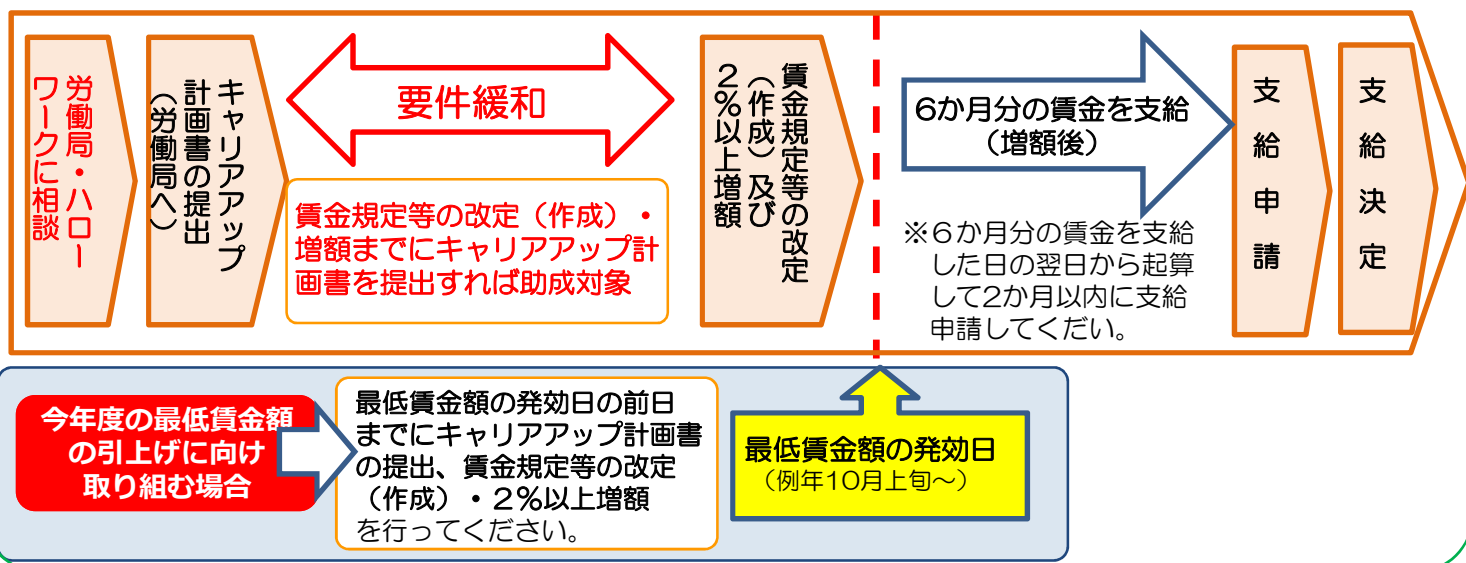 労働局・ハロー
ワークに相談
キャリアアップ
計画書の提出
（労働局へ）
要件緩和
賃金規定等の改定（作成）・
増額までにキャリアアップ計
画書を提出すれば助成対象
賃金規定等の改定
（作成）及び
２％以上増額
6か月分の賃金を支給
（増額後）
※６か月分の賃金を支給
した日の翌日から起算
して2か月以内に支給
申請してくだい。
支給申請
支給決定
今年度の最低賃金額
の引上げに向け
取り組む場合
最低賃金額の発効日の前日
までにキャリアアップ計画書
の提出、賃金規定等の改定
（作成）・２％以上増額
を行ってください。
最低賃金額の発効日
（例年10月上旬～）